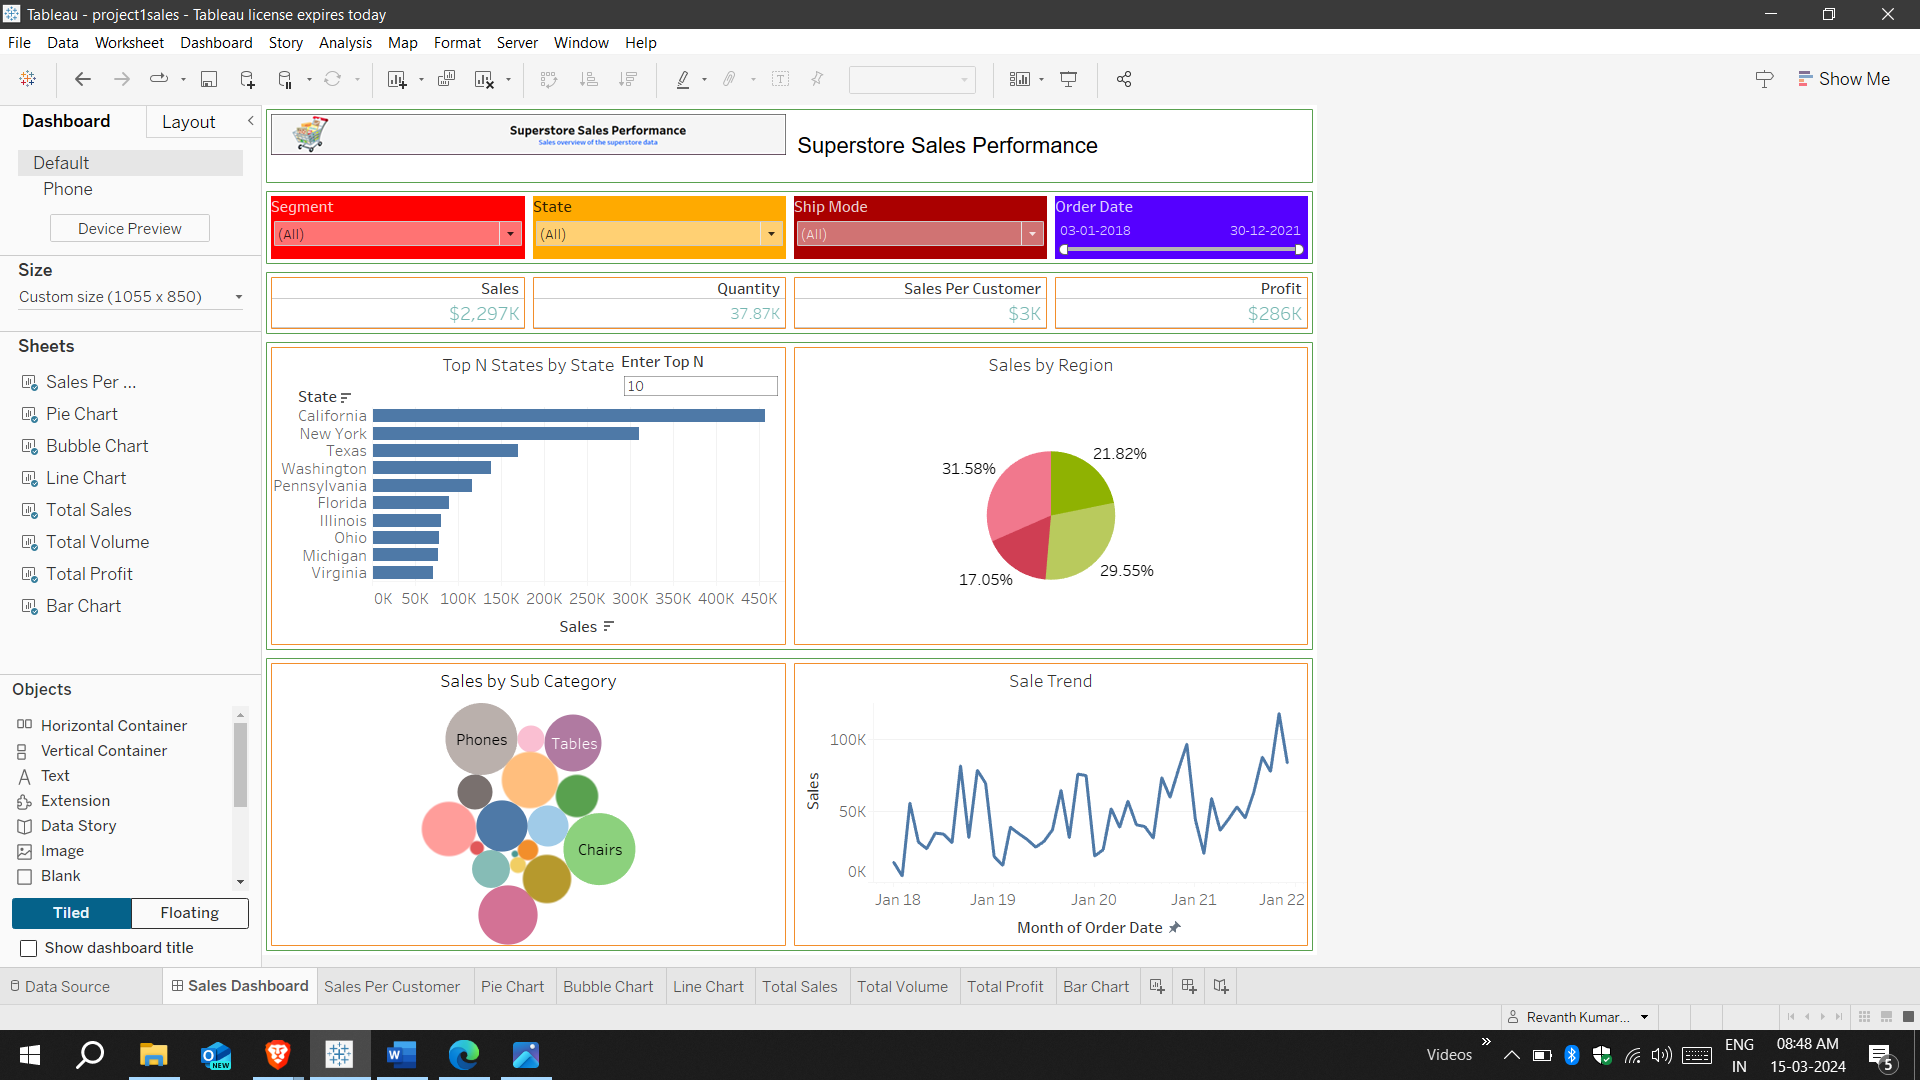 Tableau - project1sales - Tableau license expires today
File Data Worksheet Dashboard Story Analysis Map Format Server Window Help
Show Me
Dashboard
Layout
Default
Phone
Device Preview
Size
Custom size (1055 x 850)
Sheets
Sales Per ...
Pie Chart
Bubble Chart
Line Chart
Total Sales
Total Volume
Total Profit
Bar Chart
Objects
Horizontal Container
Vertical Container
Text
Extension
Data Story
Image
Blank
Tiled
Floating
Show dashboard title
Superstore Sales Performance
Sales overview of the superstore data
Superstore Sales Performance
Segment
(All)
State
(All)
Ship Mode
(All)
Order Date
03-01-2018 30-12-2021
Sales
$2,297K
Quantity
37.87K
Sales Per Customer
$3K
Profit
$286K
Top N States by State
Enter Top N
10
State
California
New York
Texas
Washington
Pennsylvania
Florida
Illinois
Ohio
Michigan
Virginia
0K 50K 100K 150K 200K 250K 300K 350K 400K 450K
Sales
Sales by Region
21.82%
31.58%
29.55%
17.05%
Sales by Sub Category
Phones
Tables
Chairs
Sale Trend
100K
50K
0K
Sales
Jan 18 Jan 19 Jan 20 Jan 21 Jan 22
Month of Order Date
Data Source Sales Dashboard Sales Per Customer Pie Chart Bubble Chart Line Chart Total Sales Total Volume Total Profit Bar Chart
Revanth Kumar...
NEW
Videos
ENG
IN
08:48 AM
15-03-2024
5